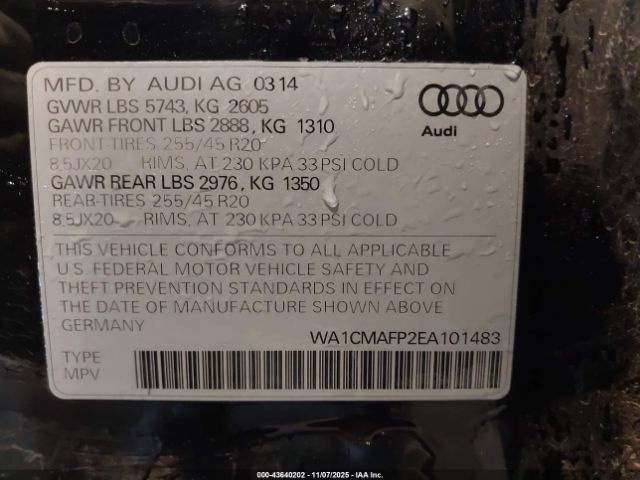 MFD. BY AUDI AG 03 14
GVWR LBS 5743, KG 2605
GAWR FRONT LBS 2888, KG 1310
FRONT-TIRES 255/45 R20
8,5JX20 RIMS, AT 230 KPA 33 PSI COLD
GAWR REAR LBS 2976, KG 1350
REAR-TIRES 255/45 R20
8,5JX20 RIMS, AT 230 KPA 33 PSI COLD
Audi
THIS VEHICLE CONFORMS TO ALL APPLICABLE
U.S. FEDERAL MOTOR VEHICLE SAFETY AND
THEFT PREVENTION STANDARDS IN EFFECT ON
THE DATE OF MANUFACTURE SHOWN ABOVE
GERMANY
WA1CMAFP2EA101483
TYPE
MPV
000-43640202 - 11/07/2025 - IAA Inc.